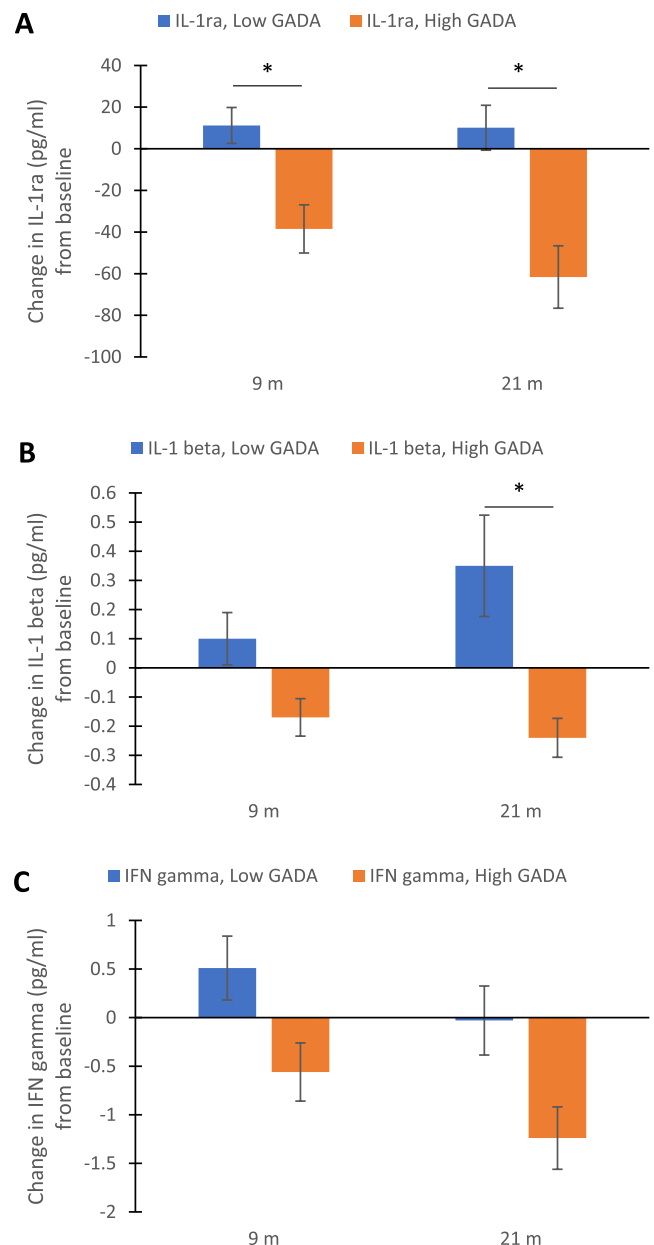 A
IL-1ra, Low GADA IL-1ra, High GADA
* *
40
20
0
-20
-40
-60
-80
-100
Change in IL-1ra (pg/ml)
from baseline
9 m 21 m
B
IL-1 beta, Low GADA IL-1 beta, High GADA
*
0.6
0.5
0.4
0.3
0.2
0.1
0
-0.1
-0.2
-0.3
-0.4
Change in IL-1 beta (pg/ml)
from baseline
9 m 21 m
C
IFN gamma, Low GADA IFN gamma, High GADA
1
0.5
0
-0.5
-1
-1.5
-2
Change in IFN gamma (pg/ml)
from baseline
9 m 21 m